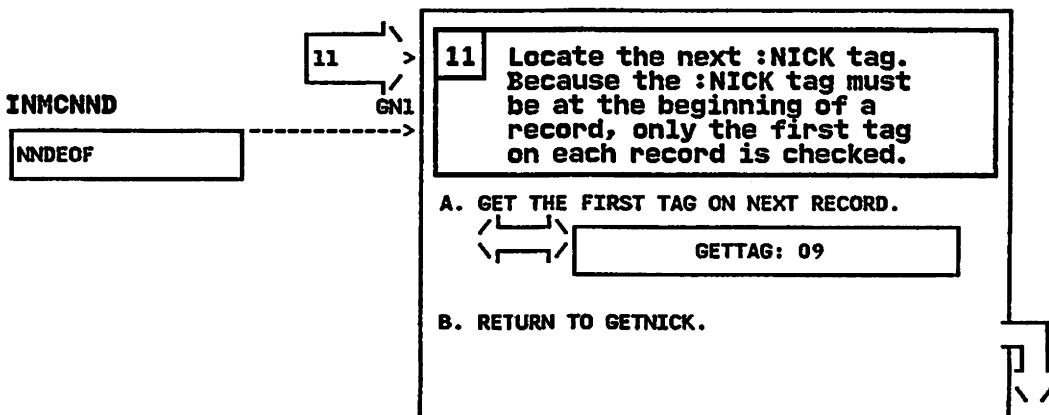 11
INMCNND
GN1
NNDEOF
11 Locate the next :NICK tag.
Because the :NICK tag must
be at the beginning of a
record, only the first tag
on each record is checked.
A. GET THE FIRST TAG ON NEXT RECORD.
GETTAG: 09
B. RETURN TO GETNICK.